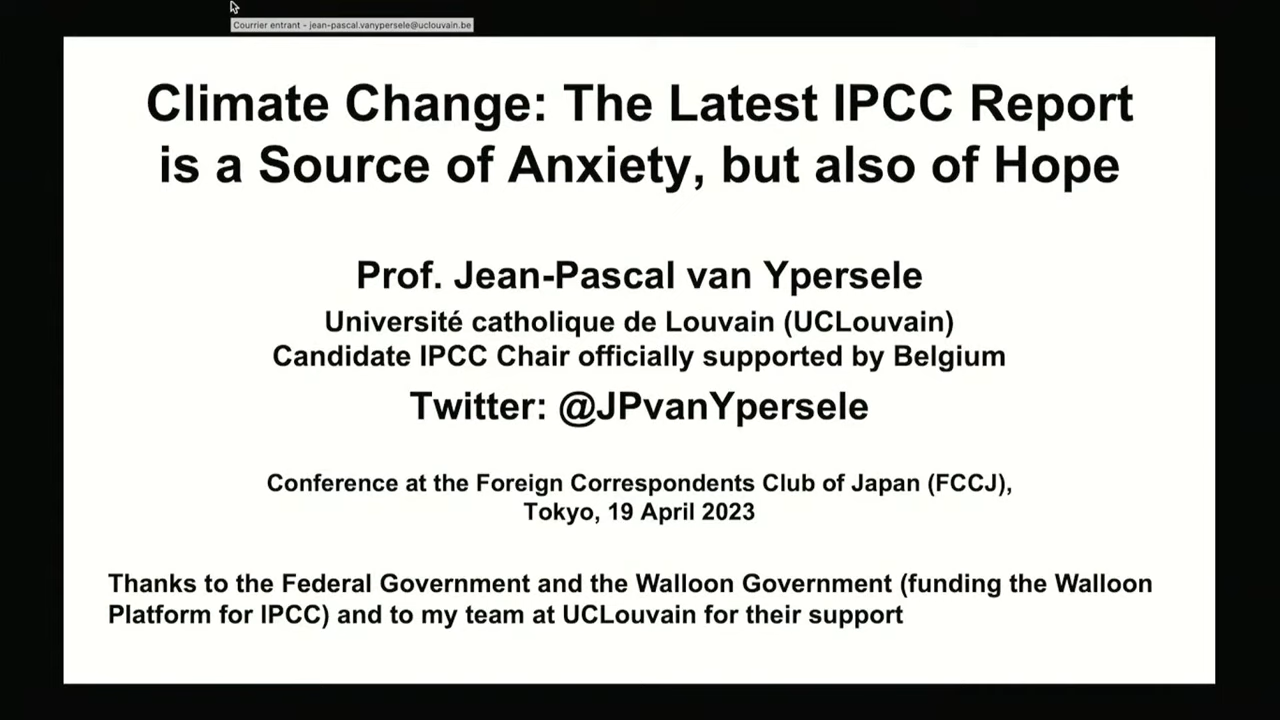 Courrier entrant – jean-pascal.vanypersele@uclouvain.be
Climate Change: The Latest IPCC Report
is a Source of Anxiety, but also of Hope
Prof. Jean-Pascal van Ypersele
Université catholique de Louvain (UCLouvain)
Candidate IPCC Chair officially supported by Belgium
Twitter: @JPvanYpersele
Conference at the Foreign Correspondents Club of Japan (FCCJ),
Tokyo, 19 April 2023
Thanks to the Federal Government and the Walloon Government (funding the Walloon
Platform for IPCC) and to my team at UCLouvain for their support